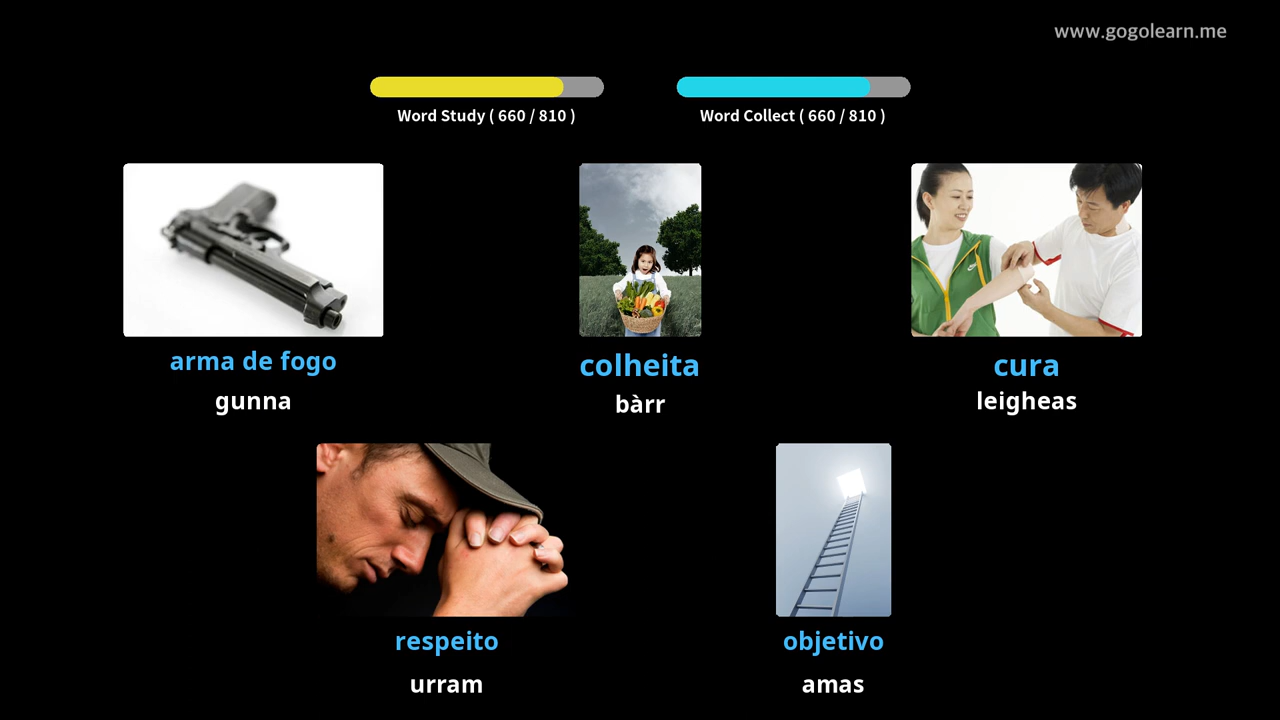 www.gogolearn.me
Word Study ( 660 / 810 )
Word Collect ( 660 / 810 )
arma de fogo
gunna
colheita
bàrr
cura
leigheas
respeito
urram
objetivo
amas